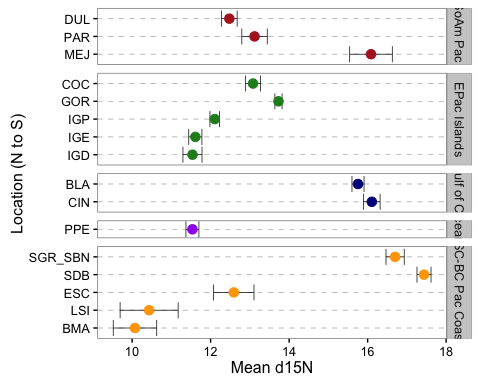 DUL
PAR
MEJ
SoAm Pac
COC
GOR
IGP
IGE
IGD
EPac Islands
BLA
CIN
ulf of C
PPE
SGR_SBN
SDB
ESC
LSI
BMA
SC-BC Pac Coas
10 12 14 16 18
Mean d15N
Location (N to S)